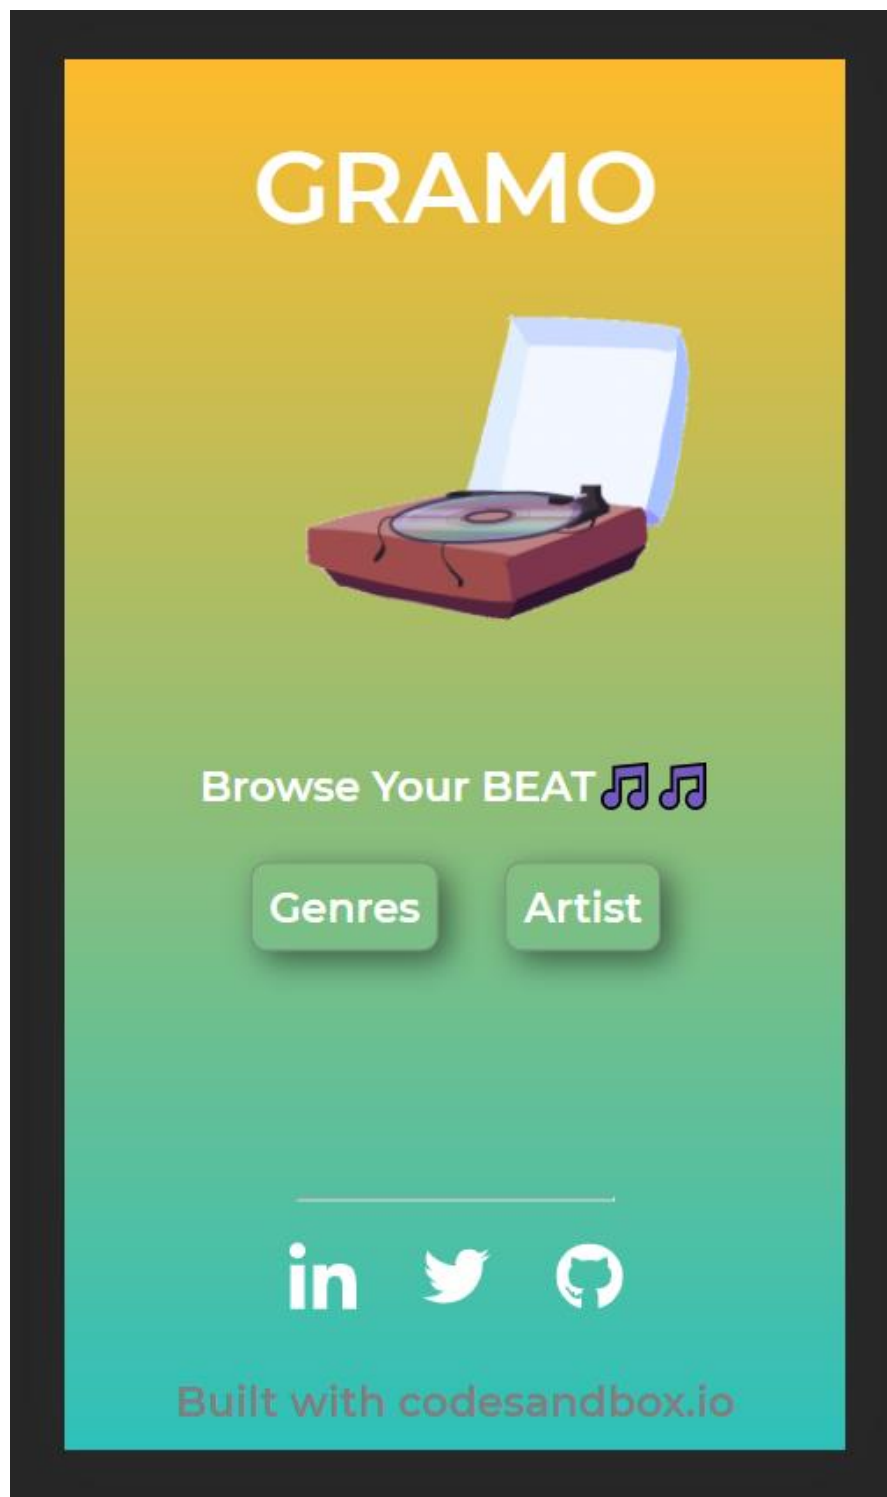 GRAMO
Browse Your BEAT🎵🎵
Genres Artist
in
Built with codesandbox.io